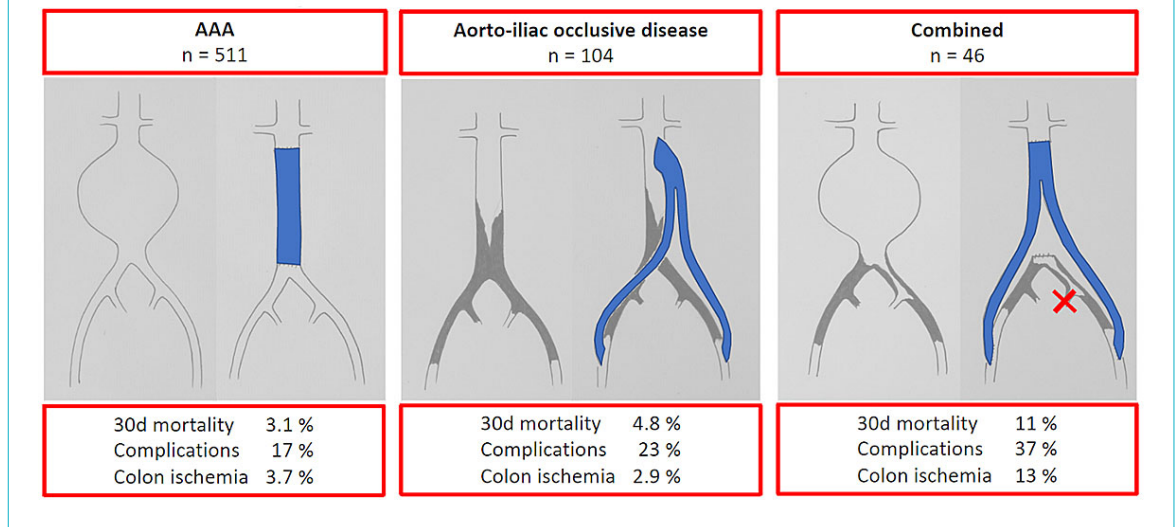 AAA
n = 511
Aorto-iliac occlusive disease
n = 104
Combined
n = 46
30d mortality 3.1 %
Complications 17 %
Colon ischemia 3.7 %
30d mortality 4.8 %
Complications 23 %
Colon ischemia 2.9 %
30d mortality 11 %
Complications 37 %
Colon ischemia 13 %